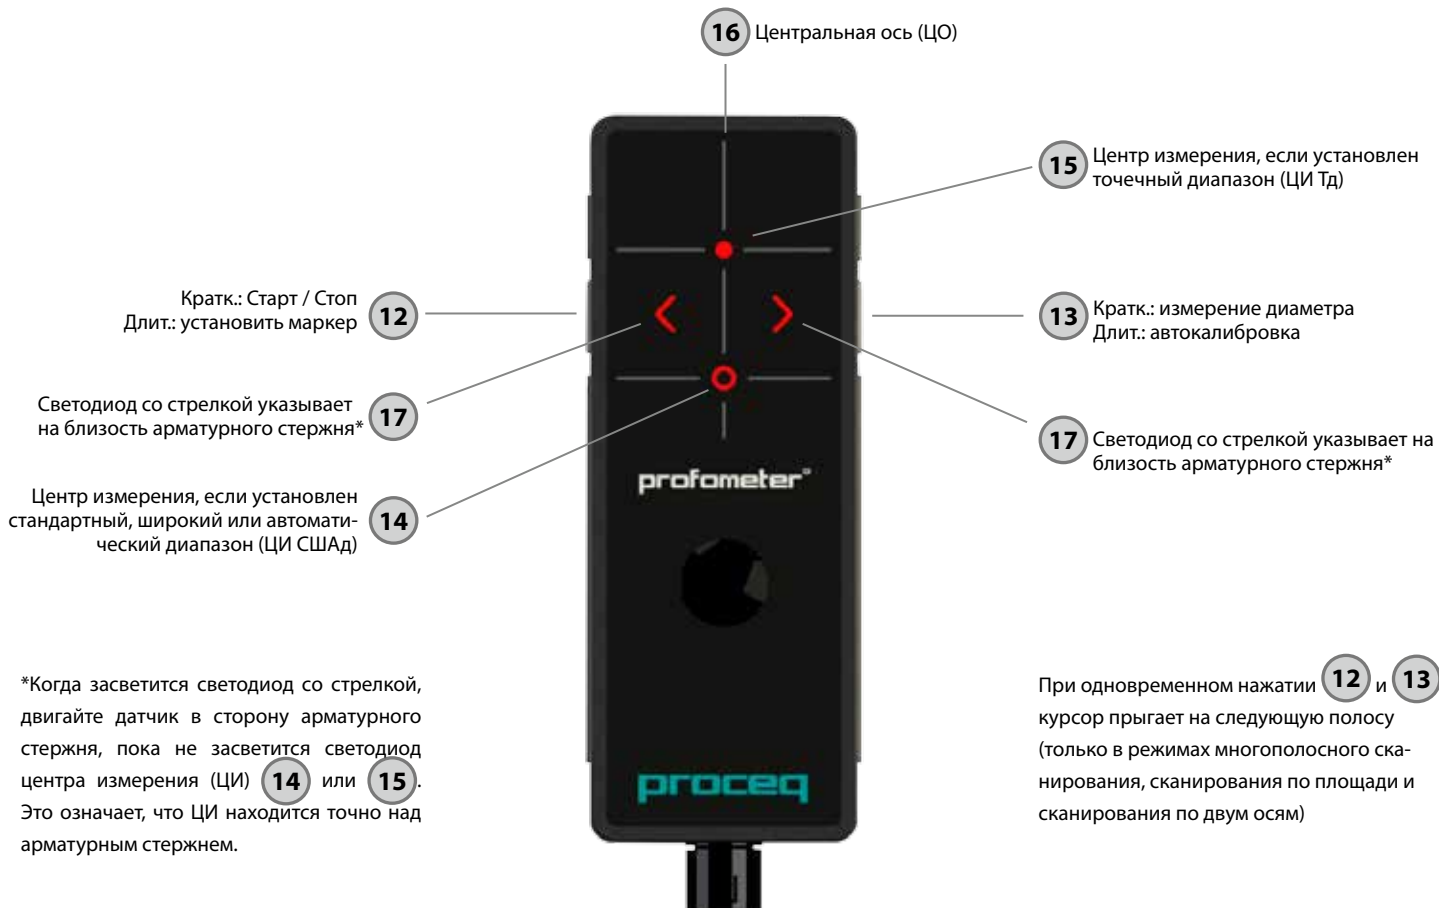 16 Центральная ось (ЦО)
15 Центр измерения, если установлен
точечный диапазон (ЦИ Тд)
Кратк.: Старт / Стоп
Длит.: установить маркер
12
13 Кратк.: измерение диаметра
Длит.: автокалибровка
Светодиод со стрелкой указывает
на близость арматурного стержня*
17
17 Светодиод со стрелкой указывает на
близость арматурного стержня*
profometer®
Центр измерения, если установлен
стандартный, широкий или автомати-
ческий диапазон (ЦИ СШАд)
14
*Когда засветится светодиод со стрелкой,
двигайте датчик в сторону арматурного
стержня, пока не засветится светодиод
центра измерения (ЦИ) 14 или 15.
Это означает, что ЦИ находится точно над
арматурным стержнем.
proceq
При одновременном нажатии 12 и 13
курсор прыгает на следующую полосу
(только в режимах многополосного ска-
нирования, сканирования по площади и
сканирования по двум осям)